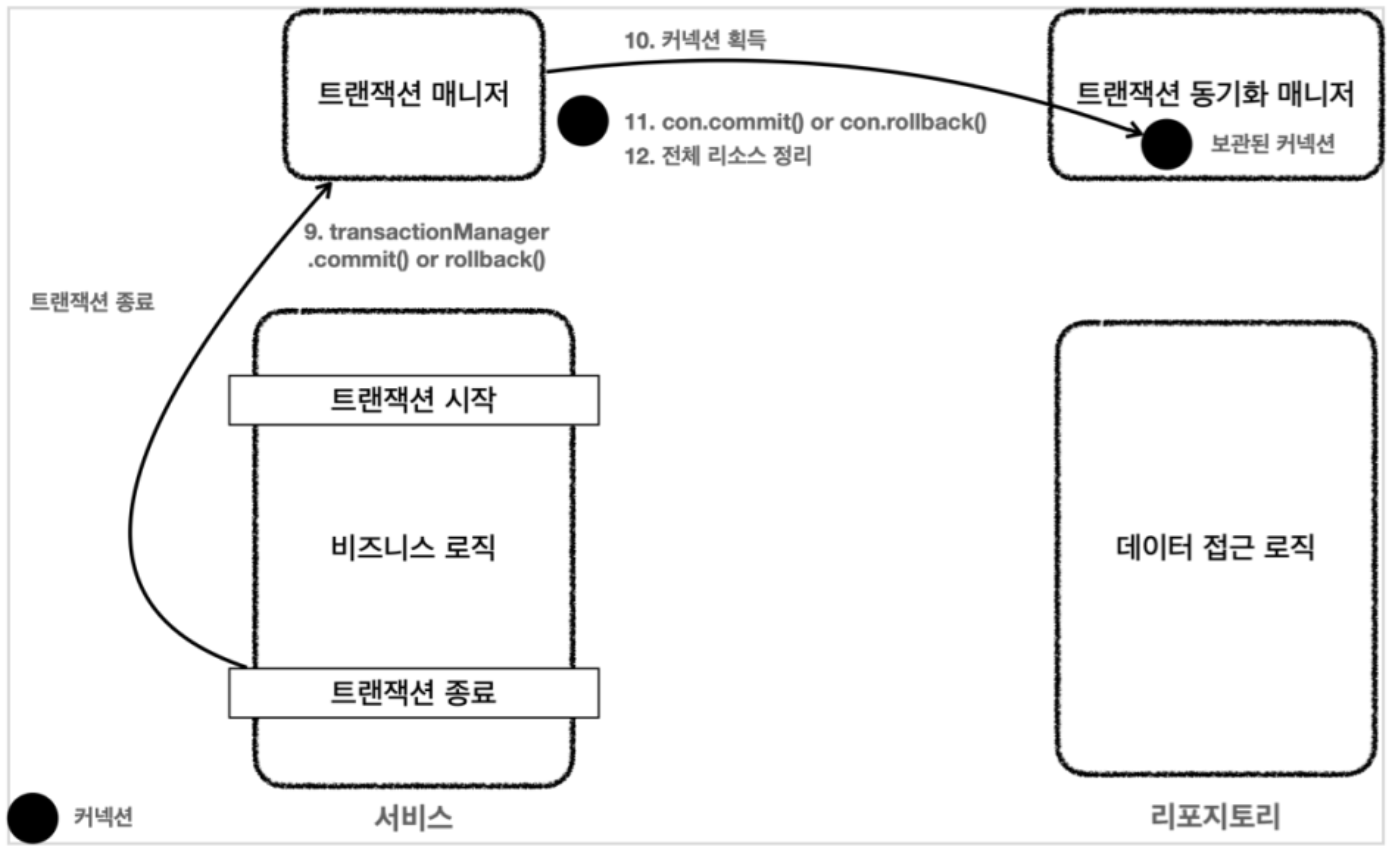 10. 커넥션 획득
트랜잭션 매니저
트랜잭션 동기화 매니저
11. con.commit() or con.rollback()
보관된 커넥션
12. 전체 리소스 정리
9. transactionManager
.commit() or rollback()
트랜잭션 종료
트랜잭션 시작
비즈니스 로직
데이터 접근 로직
트랜잭션 종료
커넥션
서비스
리포지토리